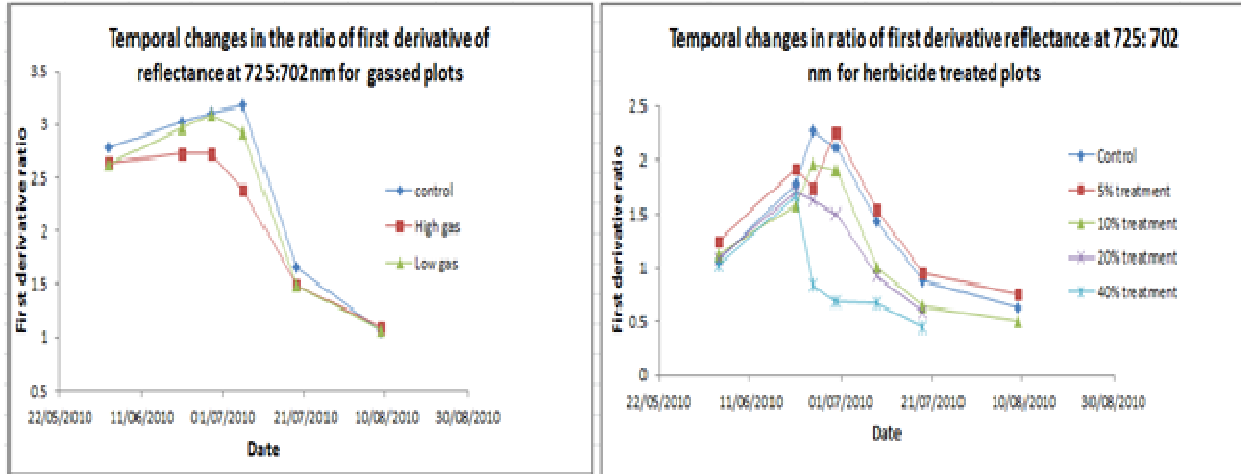 Temporal changes in the ratio of first derivative of
reflectance at 725:702nm for gassed plots
First derivative ratio
3.5
3
2.5
2
1.5
1
0.5
control
High gas
Low gas
22/05/2010 11/06/2010 01/07/2010 21/07/2010 10/08/2010 30/08/2010
Date
Temporal changes in ratio of first derivative reflectance at 725: 702
nm for herbicide treated plots
First derivative ratio
2.5
2
1.5
1
0.5
0
Control
5% treatment
10% treatment
20% treatment
40% treatment
22/05/2010 11/06/2010 01/07/2010 21/07/2010 10/08/2010 30/08/2010
Date